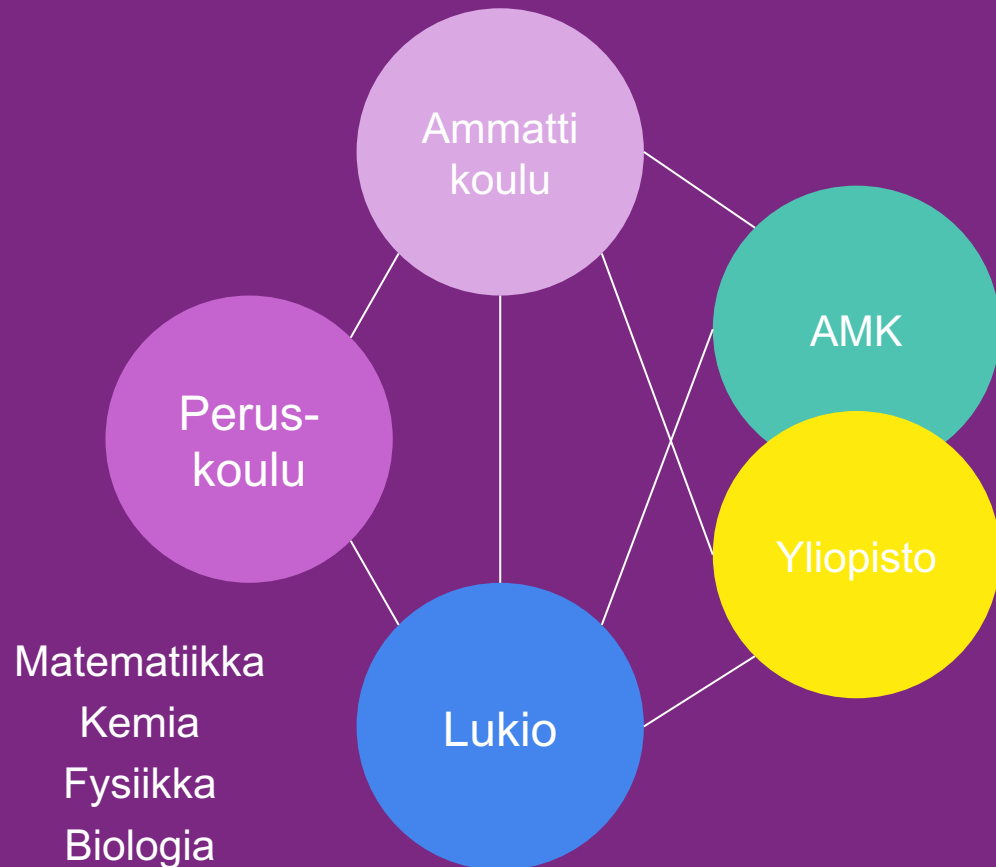 Ammatti
koulu
AMK
Perus-
koulu
Yliopisto
Matematiikka
Kemia
Fysiikka
Biologia
Lukio